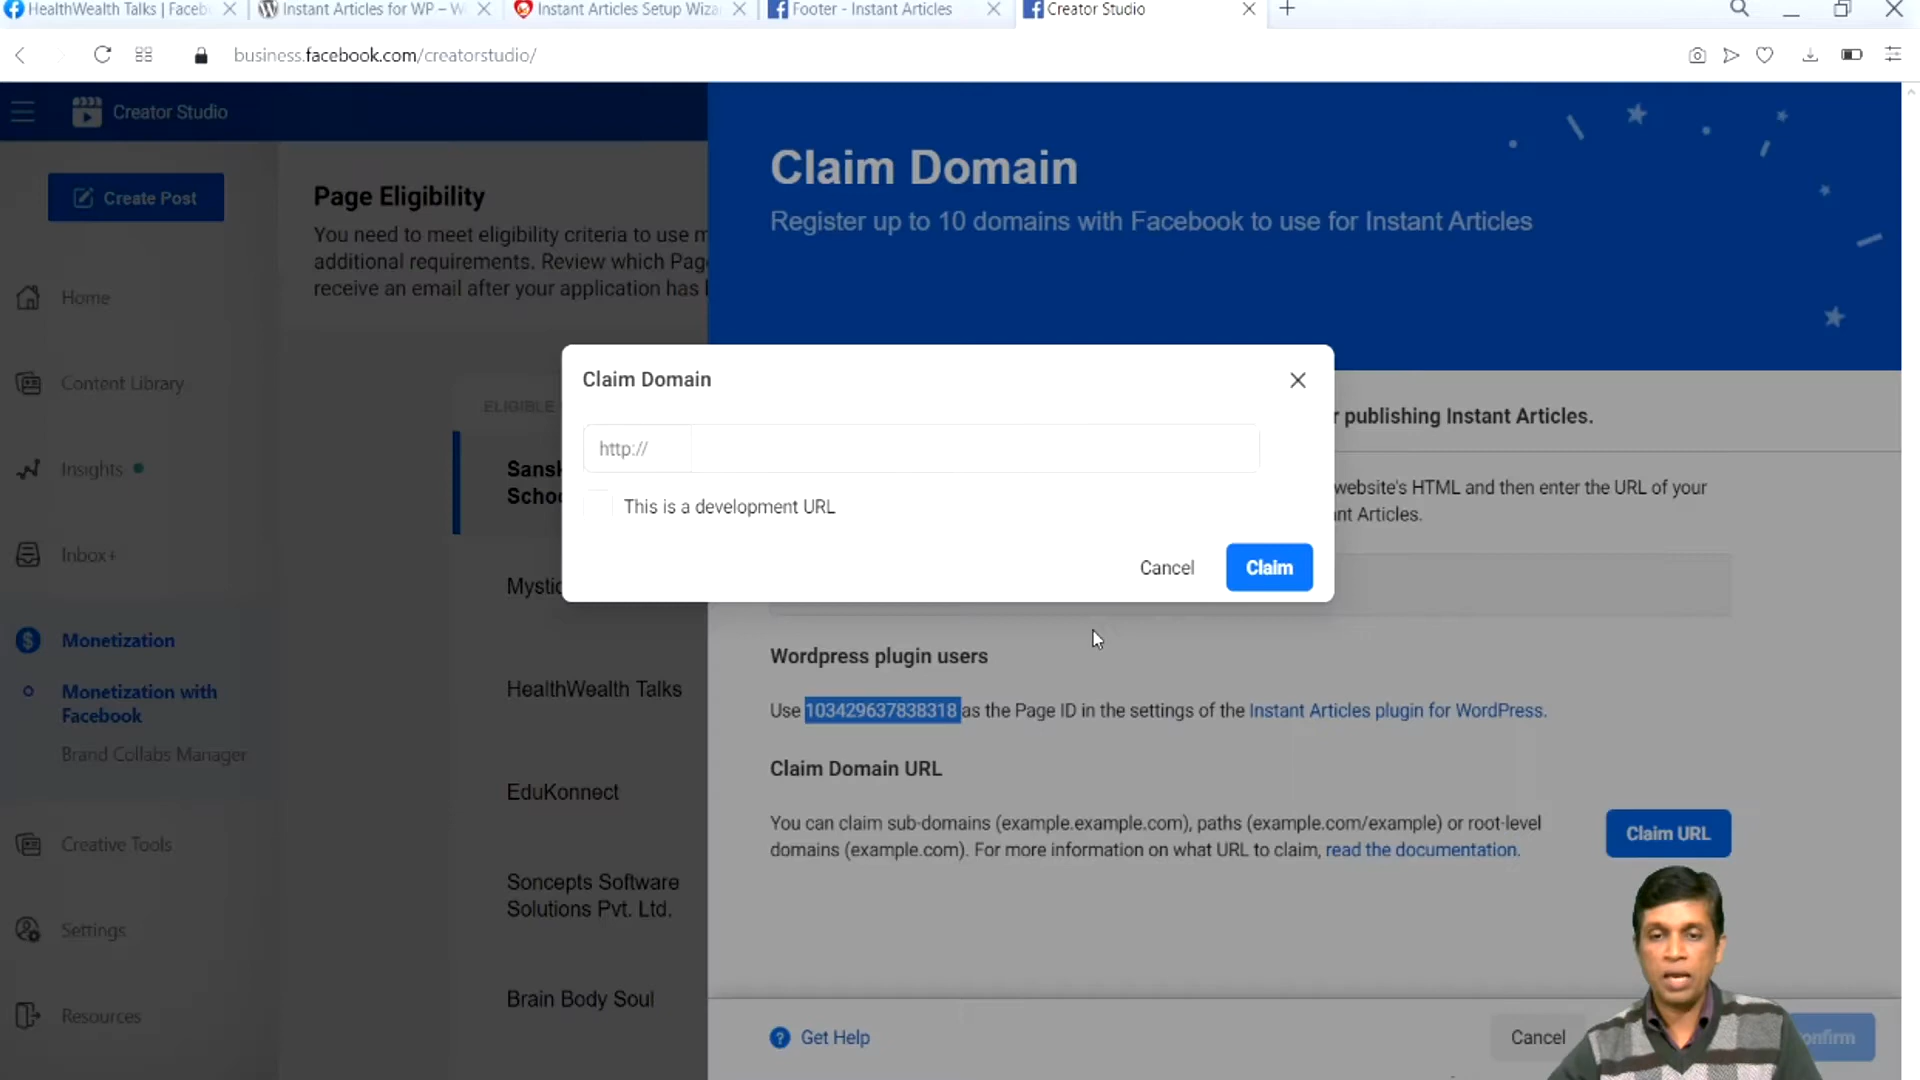 HealthWealth Talks | Faceb
Instant Articles for WP – W
Instant Articles Setup Wiza
Footer - Instant Articles
Creator Studio
business.facebook.com/creatorstudio/
Creator Studio
Create Post
Home
Content Library
Insights
Inbox+
Monetization
Monetization with
Facebook
Brand Collabs Manager
Creative Tools
Settings
Resources
Page Eligibility
You need to meet eligibility criteria to use m
additional requirements. Review which Pag
receive an email after your application has
ELIGIBLE
Sansk
Schoo
Mystic
HealthWealth Talks
EduKonnect
Soncepts Software
Solutions Pvt. Ltd.
Brain Body Soul
Claim Domain
Register up to 10 domains with Facebook to use for Instant Articles
Claim Domain
http://
This is a development URL
Cancel
Claim
r publishing Instant Articles.
website's HTML and then enter the URL of your
nt Articles.
Wordpress plugin users
Use 103429637838318 as the Page ID in the settings of the Instant Articles plugin for WordPress.
Claim Domain URL
You can claim sub-domains (example.example.com), paths (example.com/example) or root-level
domains (example.com). For more information on what URL to claim, read the documentation.
Claim URL
? Get Help
Cancel
onfirm